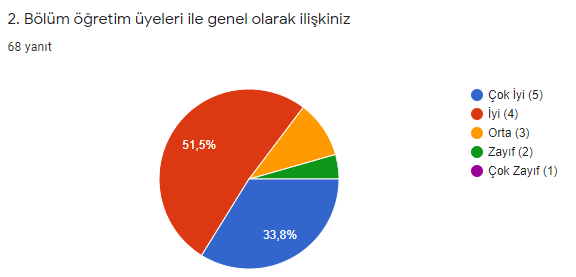 2. Bölüm öğretim üyeleri ile genel olarak ilişkiniz
68 yanıt
Çok İyi (5)
İyi (4)
Orta (3)
Zayıf (2)
Çok Zayıf (1)
51,5%
33,8%